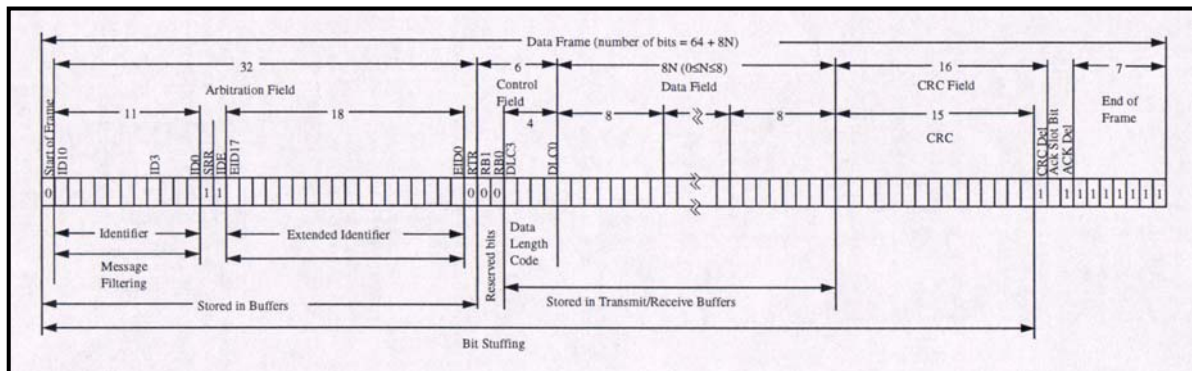 Data Frame (number of bits = 64 + 8N)
32
6
8N (0≤N≤8)
16
7
Arbitration Field
Control Field
Data Field
CRC Field
End of Frame
11
18
4
8
8
15
CRC
Start of Frame
ID10
ID3
ID0
SRR
IDE
EID17
EID0
RTR
RB1
RB0
DLC3
DLC0
CRC Del
Ack Slot Bit
ACK Del
0 1 1 0 0 0 1 1 1 1 1 1 1 1 1
Identifier
Extended Identifier
Reserved bits
Data Length Code
Message Filtering
Stored in Buffers
Stored in Transmit/Receive Buffers
Bit Stuffing